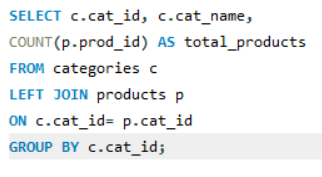 SELECT c.cat_id, c.cat_name,
COUNT(p.prod_id) AS total_products
FROM categories c
LEFT JOIN products p
ON c.cat_id= p.cat_id
GROUP BY c.cat_id;